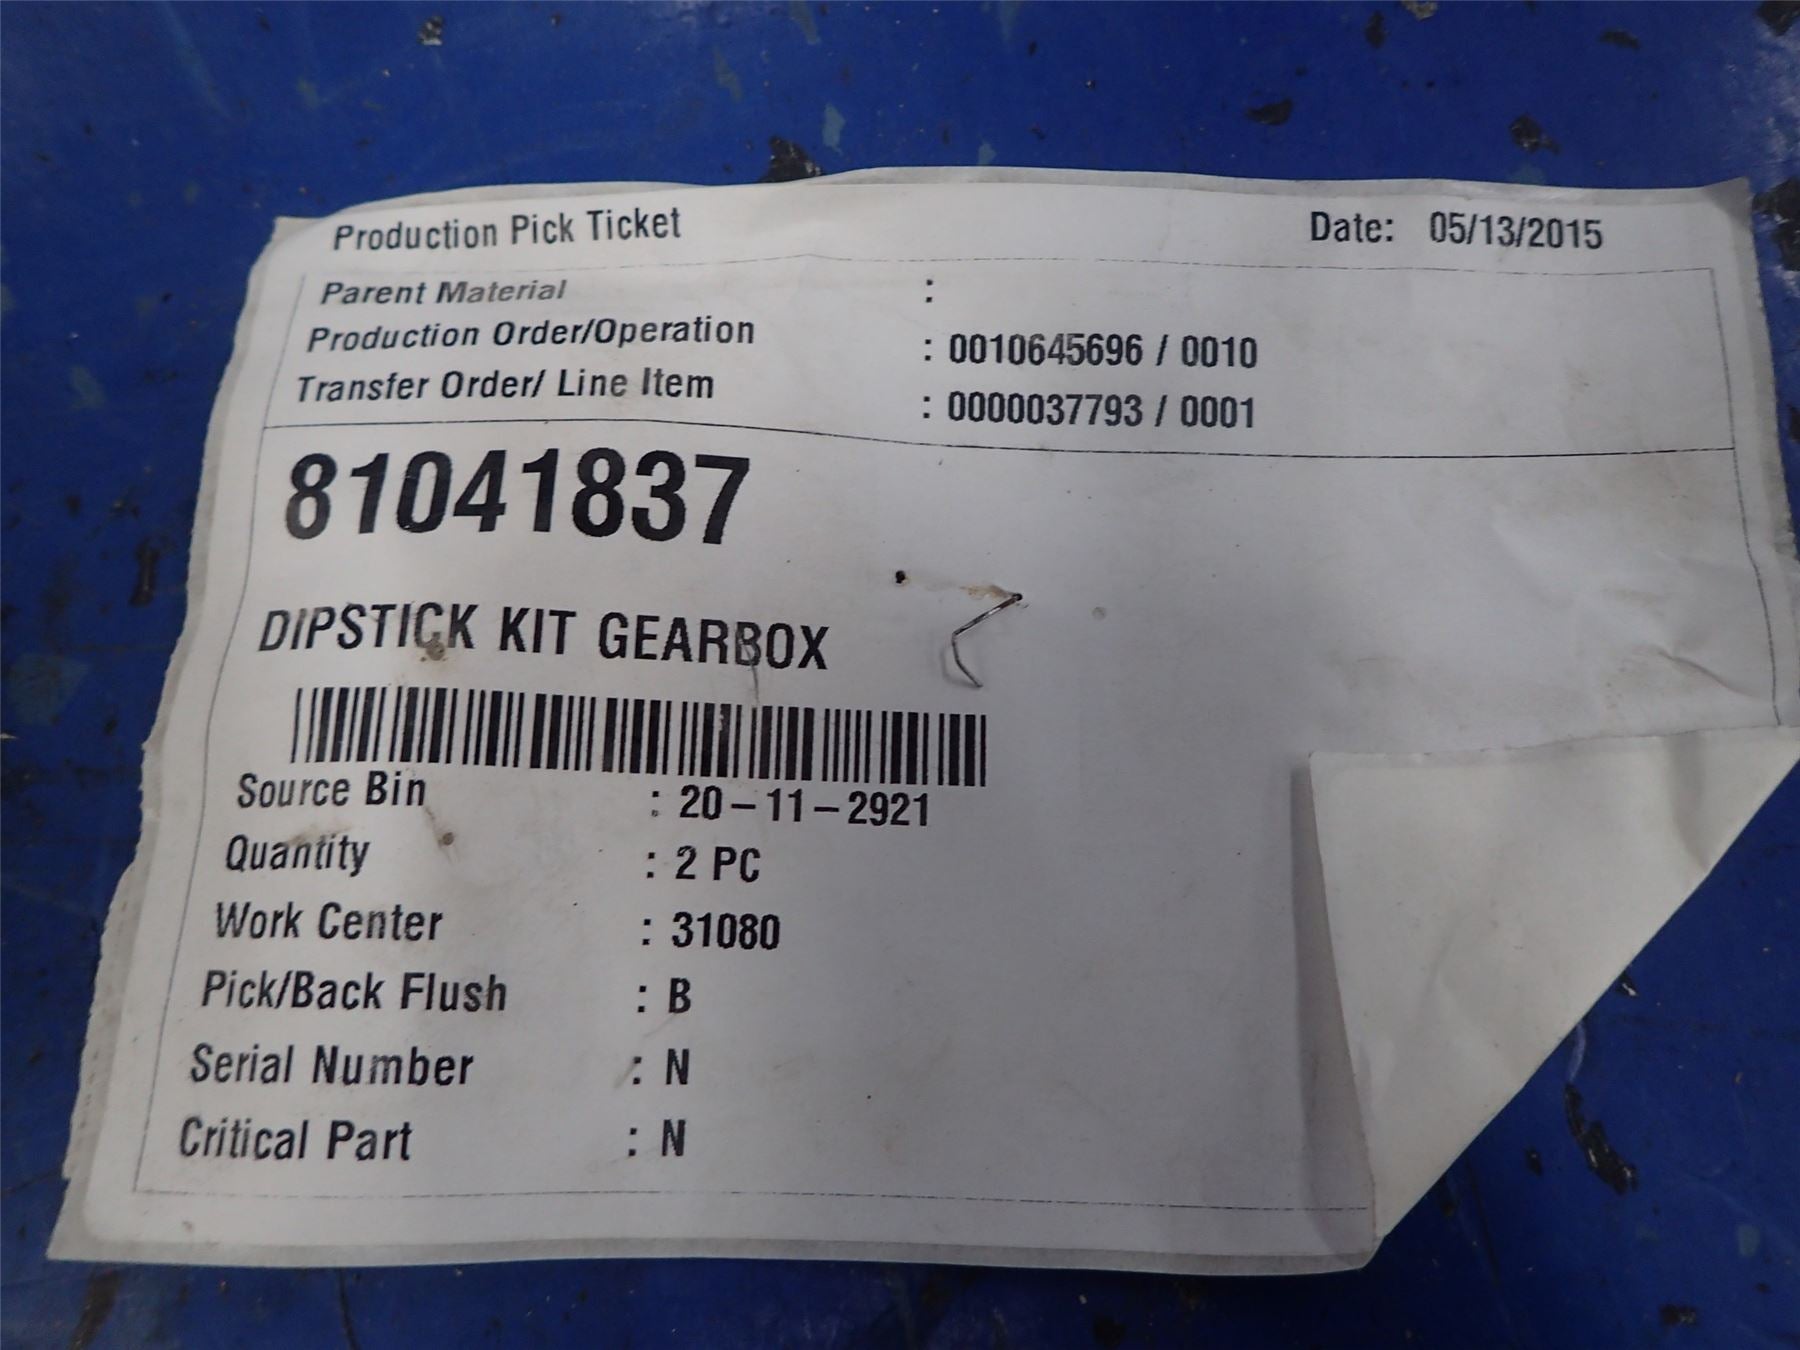 Production Pick Ticket Date: 05/13/2015
Parent Material :
Production Order/Operation : 0010645696 / 0010
Transfer Order/ Line Item : 0000037793 / 0001
81041837
DIPSTICK KIT GEARBOX
Source Bin : 20-11-2921
Quantity : 2 PC
Work Center : 31080
Pick/Back Flush : B
Serial Number : N
Critical Part : N